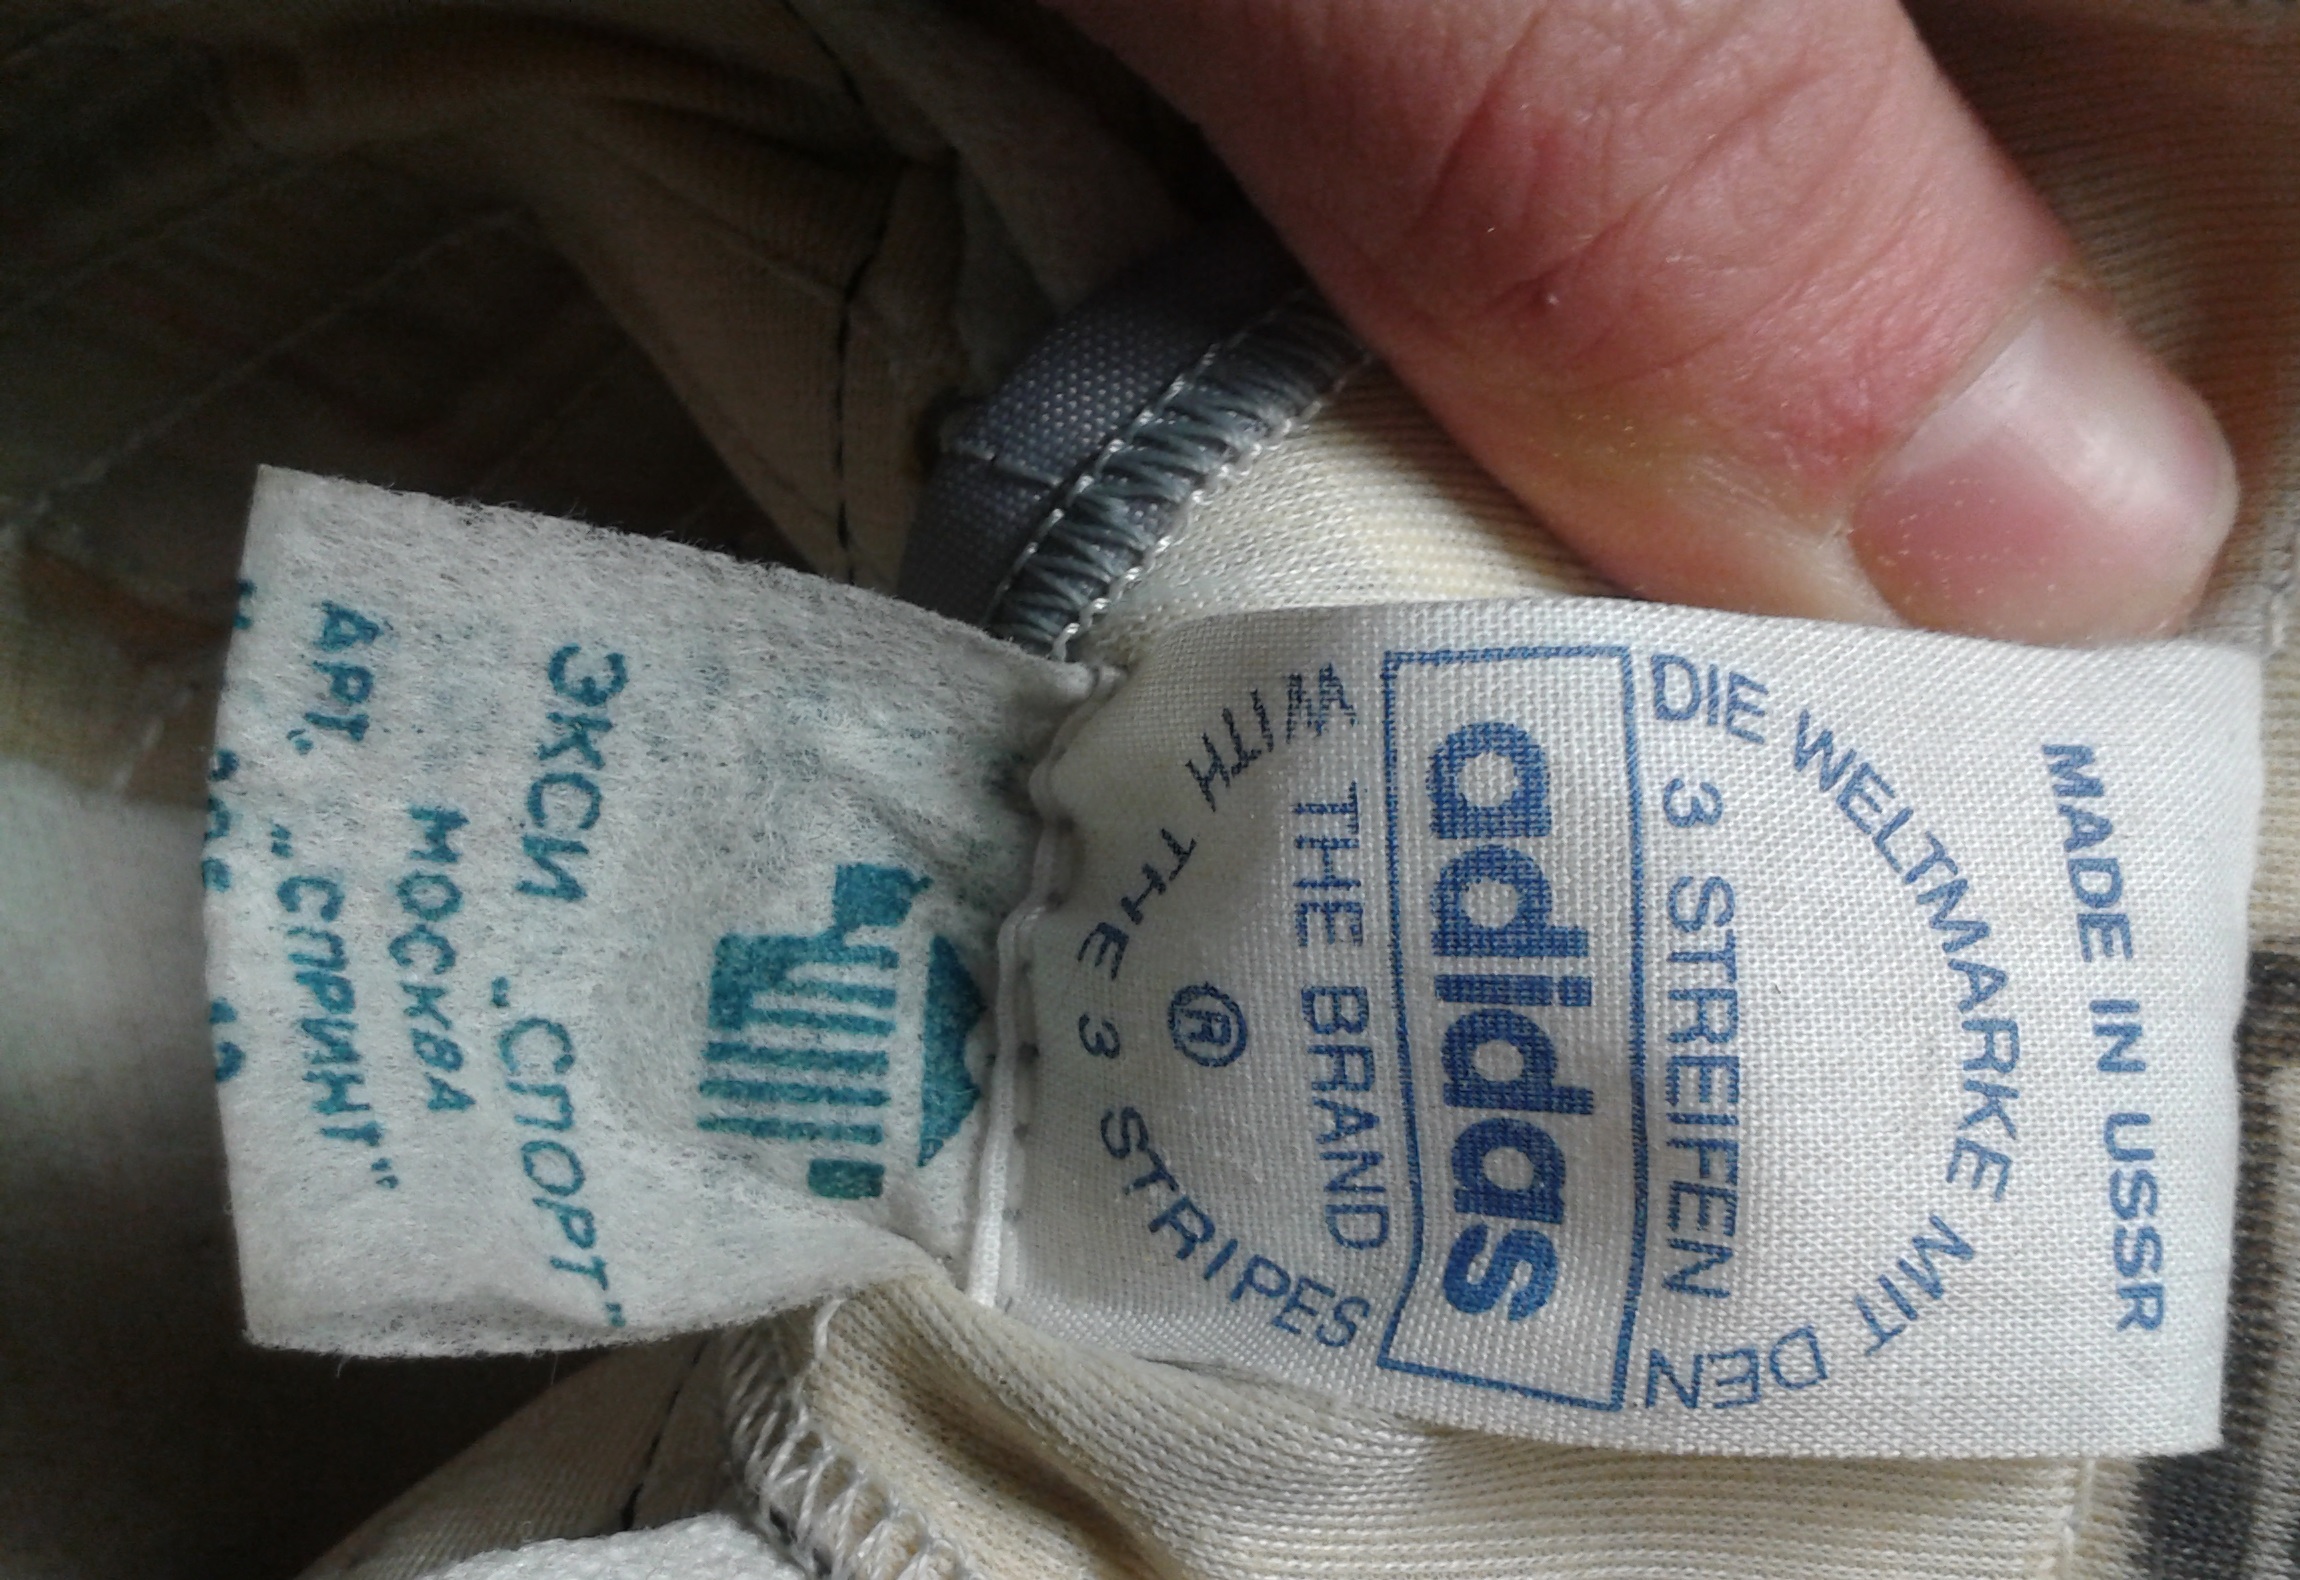 MADE IN USSR
DIE WELTMARKE MIT DEN
3 STREIFEN
adidas
THE BRAND
®
WITH THE 3 STRIPES
ЭКСИ „СПОРТ"
МОСКВА
АРТ. „СПРИНТ"